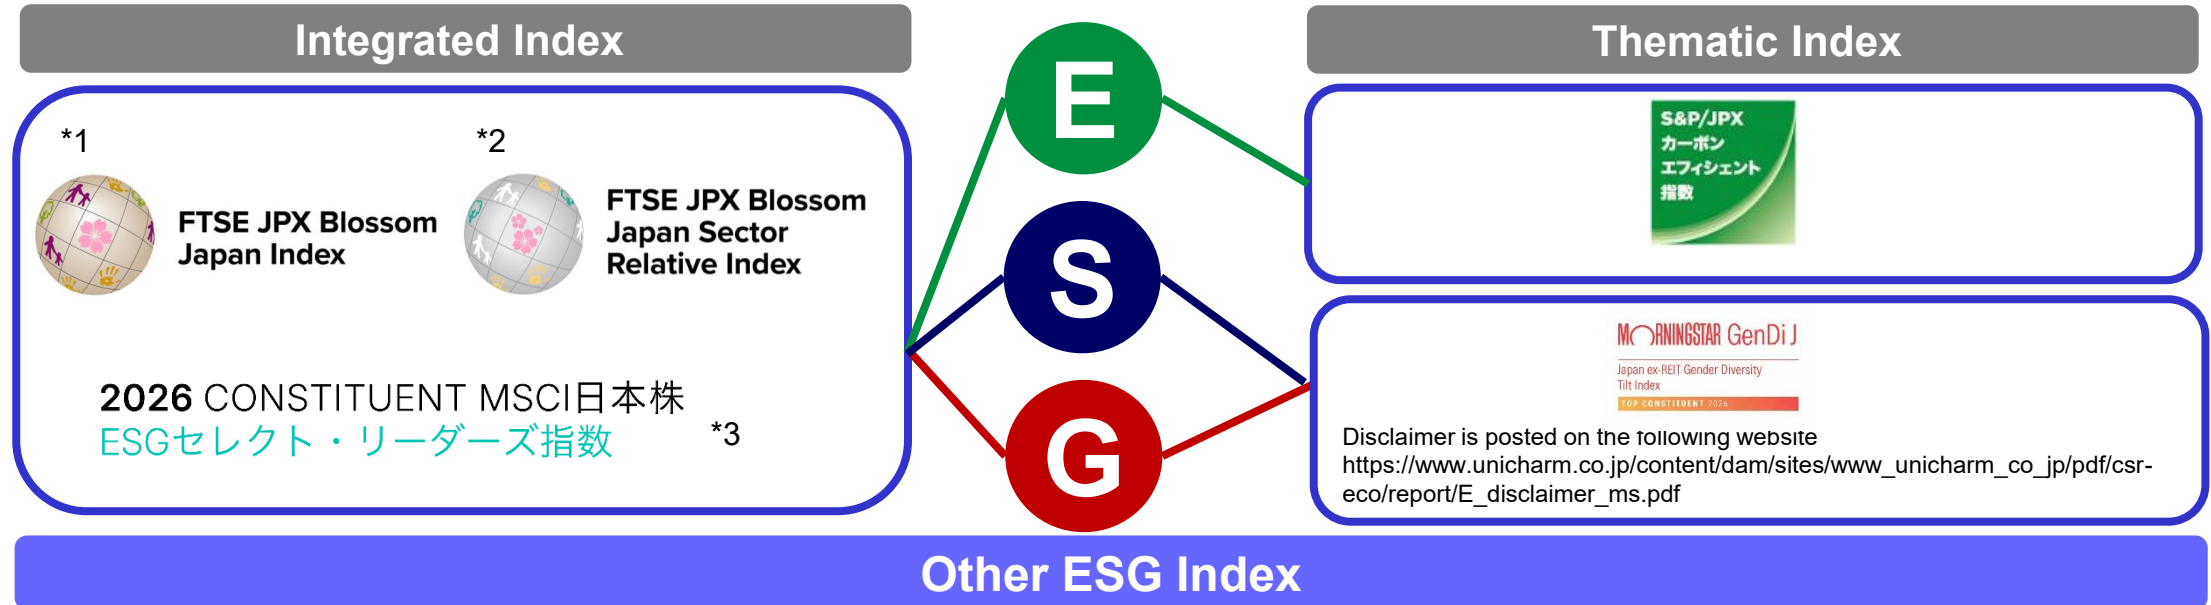 Integrated Index
*1
FTSE JPX Blossom
Japan Index
*2
FTSE JPX Blossom
Japan Sector
Relative Index
2026 CONSTITUENT MSCI日本株
ESGセレクト・リーダーズ指数
*3
E
S
G
Thematic Index
S&P/JPX
カーボン
エフィシェント
指数
MORNINGSTAR GenDi J
Japan ex-REIT Gender Diversity
Tilt Index
TOP CONSTITUENT 2026
Disclaimer is posted on the following website
https://www.unicharm.co.jp/content/dam/sites/www_unicharm_co_jp/pdf/csr-
eco/report/E_disclaimer_ms.pdf
Other ESG Index